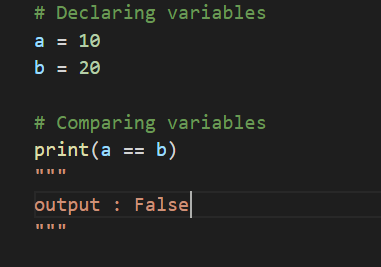 # Declaring variables
a = 10
b = 20
# Comparing variables
print(a == b)
"""
output : False
"""